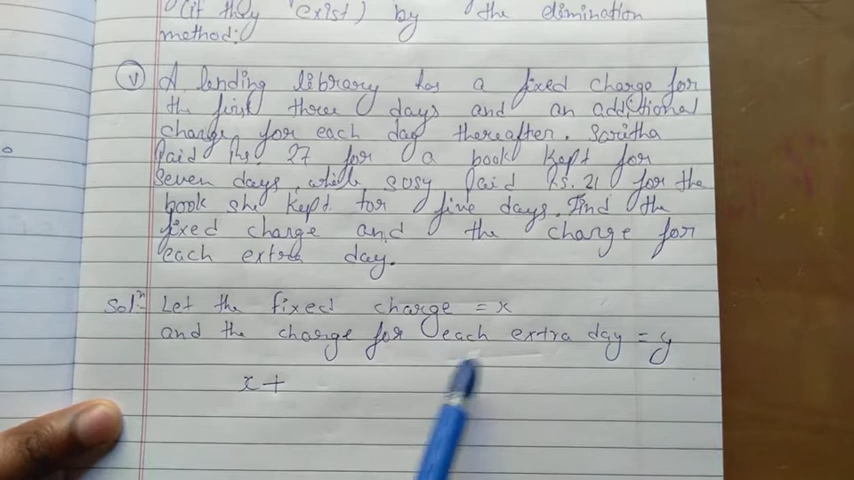 (if they exist) by the elimination
method:
(v) A lending library has a fixed charge for
the first three days and an additional
charge for each day thereafter. Saritha
Paid Rs. 27 for a book kept for
Seven days, while Susy Paid Rs. 21 for the
book she kept for five days. Find the
fixed charge and the charge for
each extra day.
Solⁿ:- Let the fixed charge = x
and the charge for each extra day = y
x +